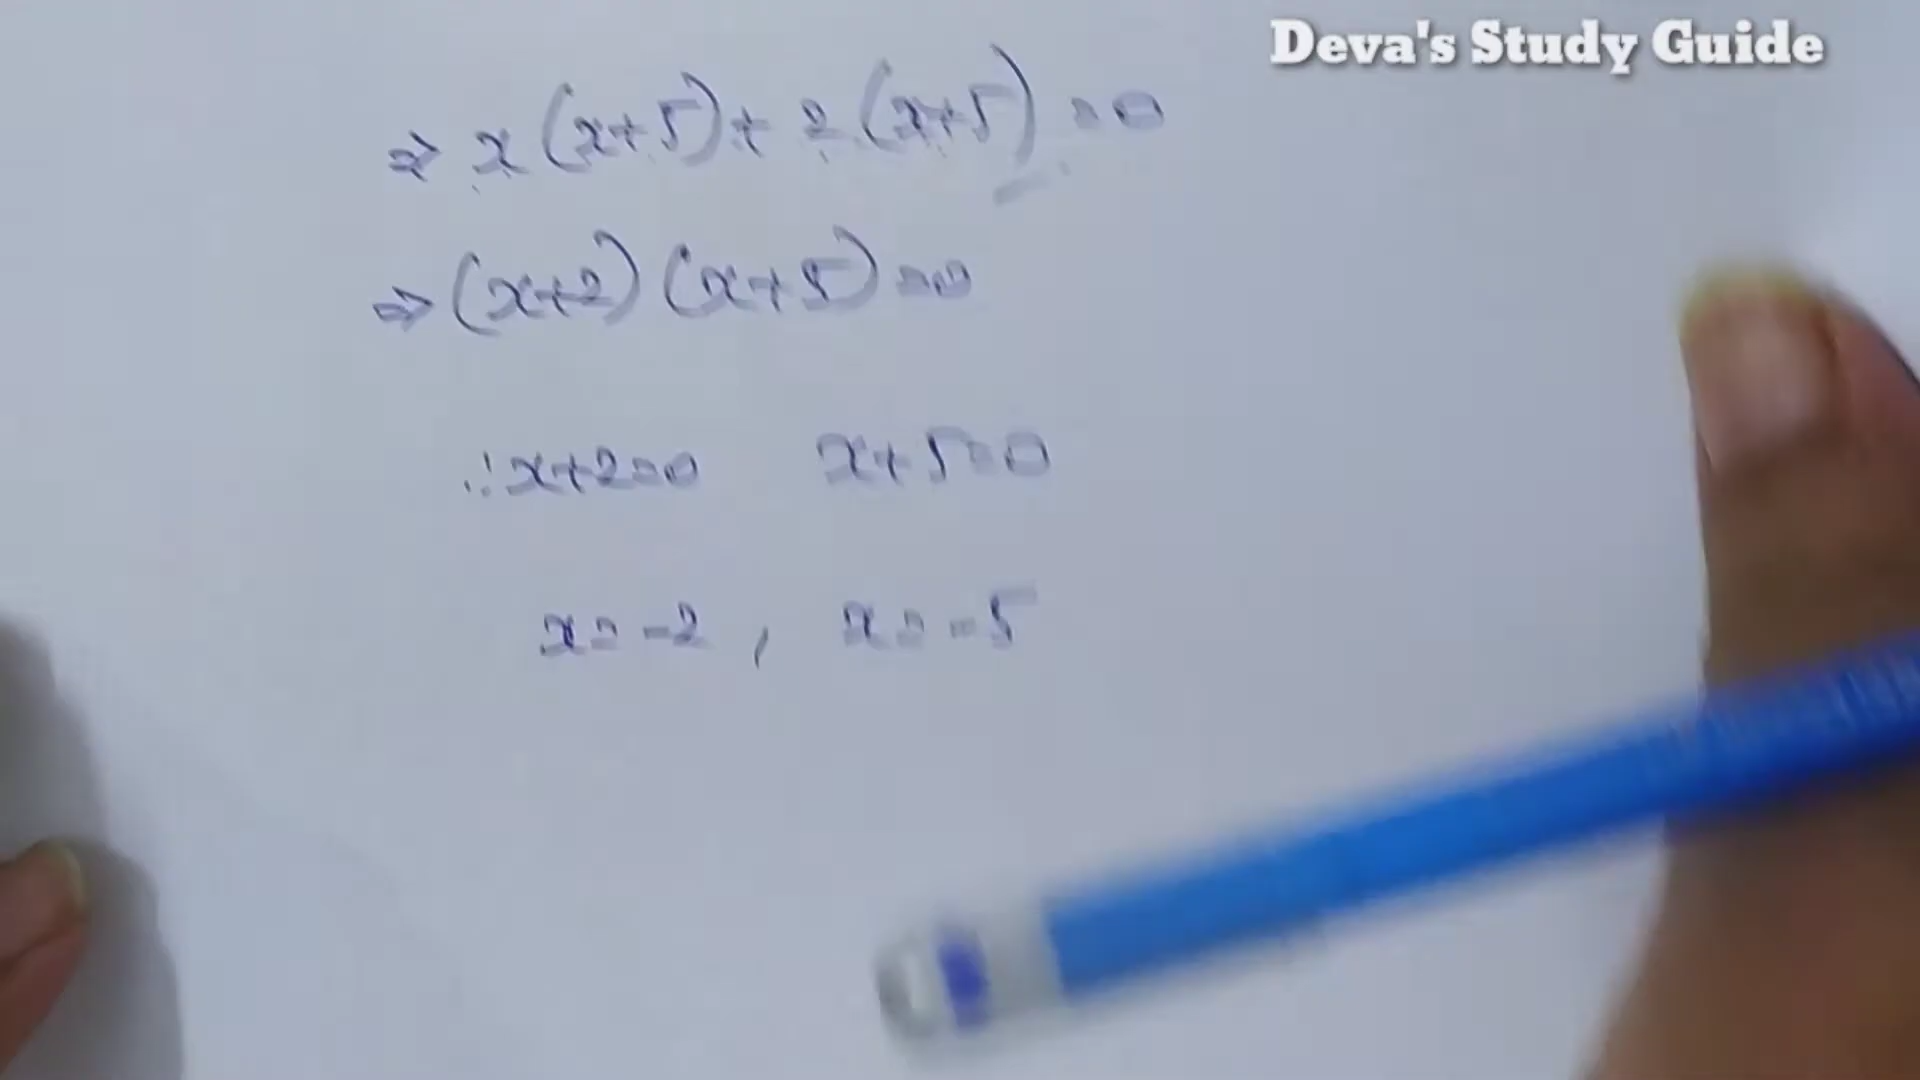 Deva's Study Guide
⇒ x(x+5)+ 2(x+5) = 0
⇒ (x+2) (x+5) = 0
∴ x+2=0 x+5=0
x = -2 , x = -5